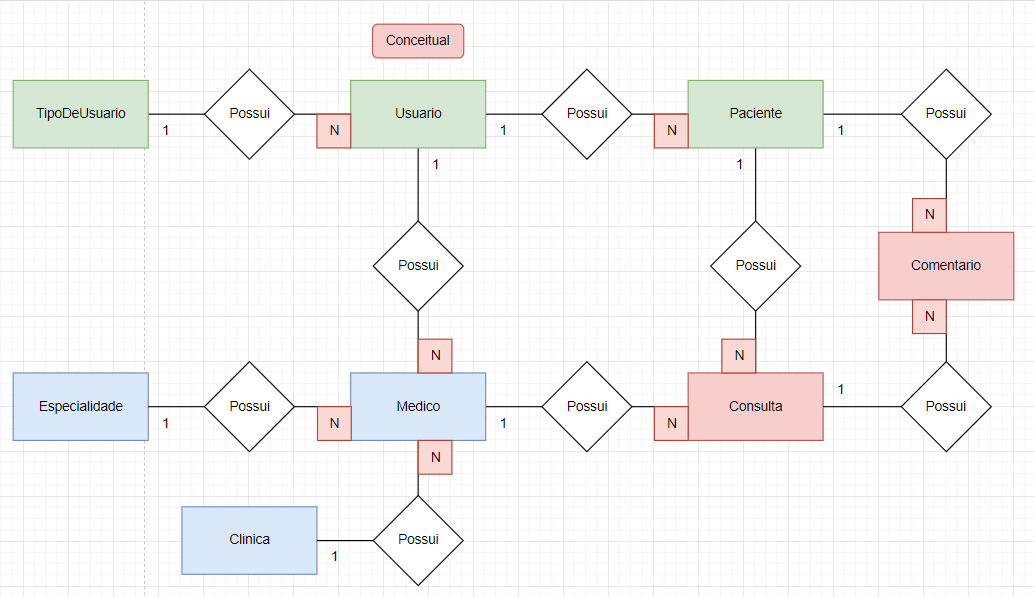 Conceitual
TipoDeUsuario
1
Possui
N
Usuario
1
Possui
N
Paciente
1
Possui
1
1
N
Possui
Possui
Comentario
N
N
N
Especialidade
1
Possui
N
Medico
1
Possui
N
Consulta
1
Possui
N
Clinica
1
Possui